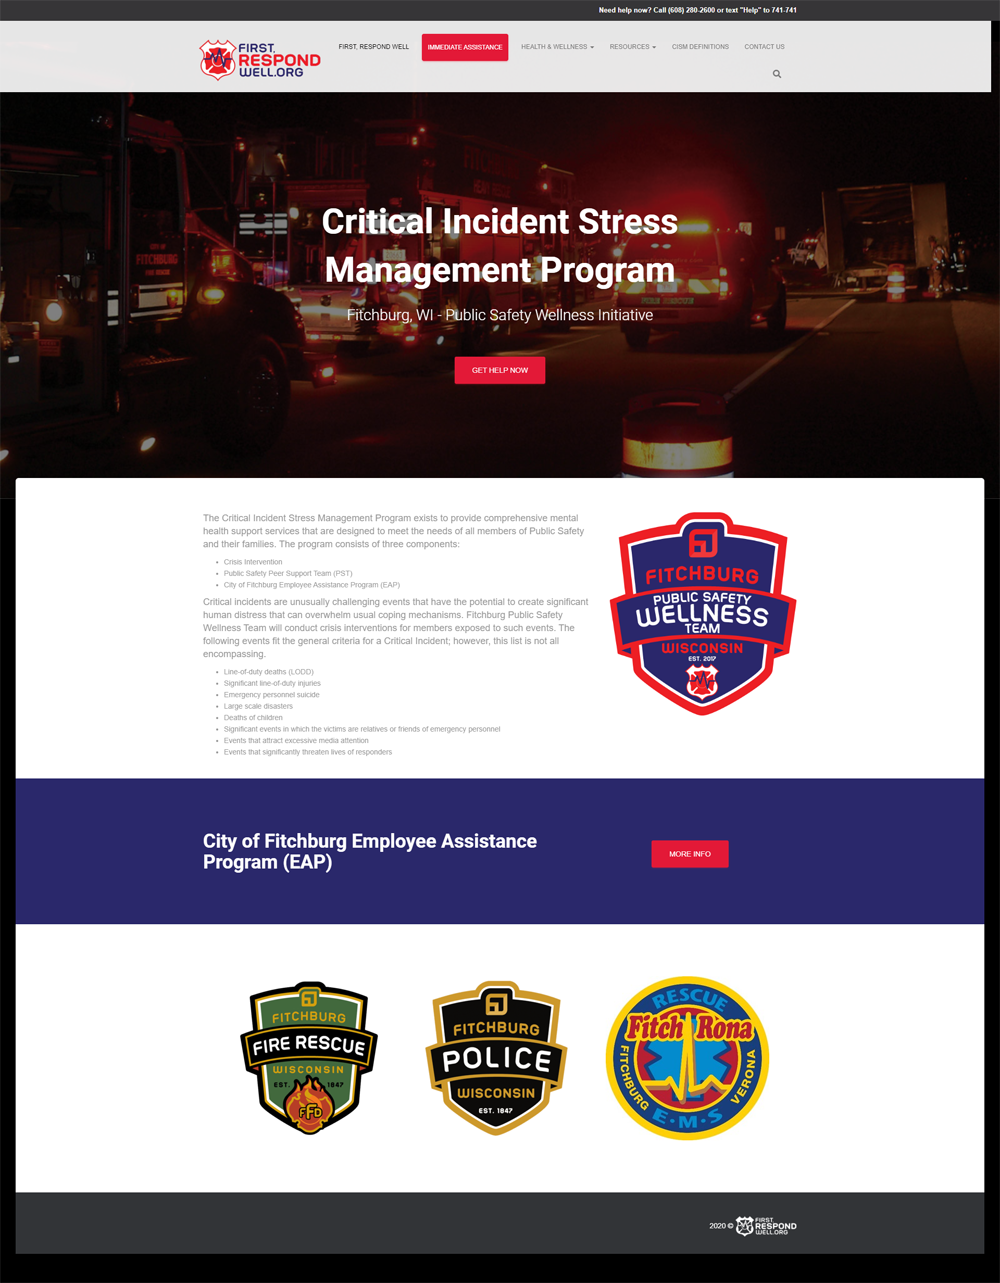 Need help now? Call (608) 280-2600 or text "Help" to 741-741
FIRST,
RESPOND
WELL.ORG
FIRST, RESPOND WELL
IMMEDIATE ASSISTANCE
HEALTH & WELLNESS
RESOURCES
CISM DEFINITIONS
CONTACT US
HEAVY RESCUE
CITY OF
FITCHBURG
FIRE RESCUE
FIRE RESCUE
Critical Incident Stress
Management Program
Fitchburg, WI - Public Safety Wellness Initiative
GET HELP NOW
The Critical Incident Stress Management Program exists to provide comprehensive mental
health support services that are designed to meet the needs of all members of Public Safety
and their families. The program consists of three components:
• Crisis Intervention
• Public Safety Peer Support Team (PST)
• City of Fitchburg Employee Assistance Program (EAP)
Critical incidents are unusually challenging events that have the potential to create significant
human distress that can overwhelm usual coping mechanisms. Fitchburg Public Safety
Wellness Team will conduct crisis interventions for members exposed to such events. The
following events fit the general criteria for a Critical Incident; however, this list is not all
encompassing.
• Line-of-duty deaths (LODD)
• Significant line-of-duty injuries
• Emergency personnel suicide
• Large scale disasters
• Deaths of children
• Significant events in which the victims are relatives or friends of emergency personnel
• Events that attract excessive media attention
• Events that significantly threaten lives of responders
FITCHBURG
PUBLIC SAFETY
WELLNESS
TEAM
WISCONSIN
EST. 2017
City of Fitchburg Employee Assistance
Program (EAP)
MORE INFO
FITCHBURG
FIRE RESCUE
WISCONSIN
EST. 1847
FFD
FITCHBURG
POLICE
WISCONSIN
EST. 1847
RESCUE
Fitch Rona
FITCHBURG
VERONA
E·M·S
2020 ©
FIRST,
RESPOND
WELL.ORG